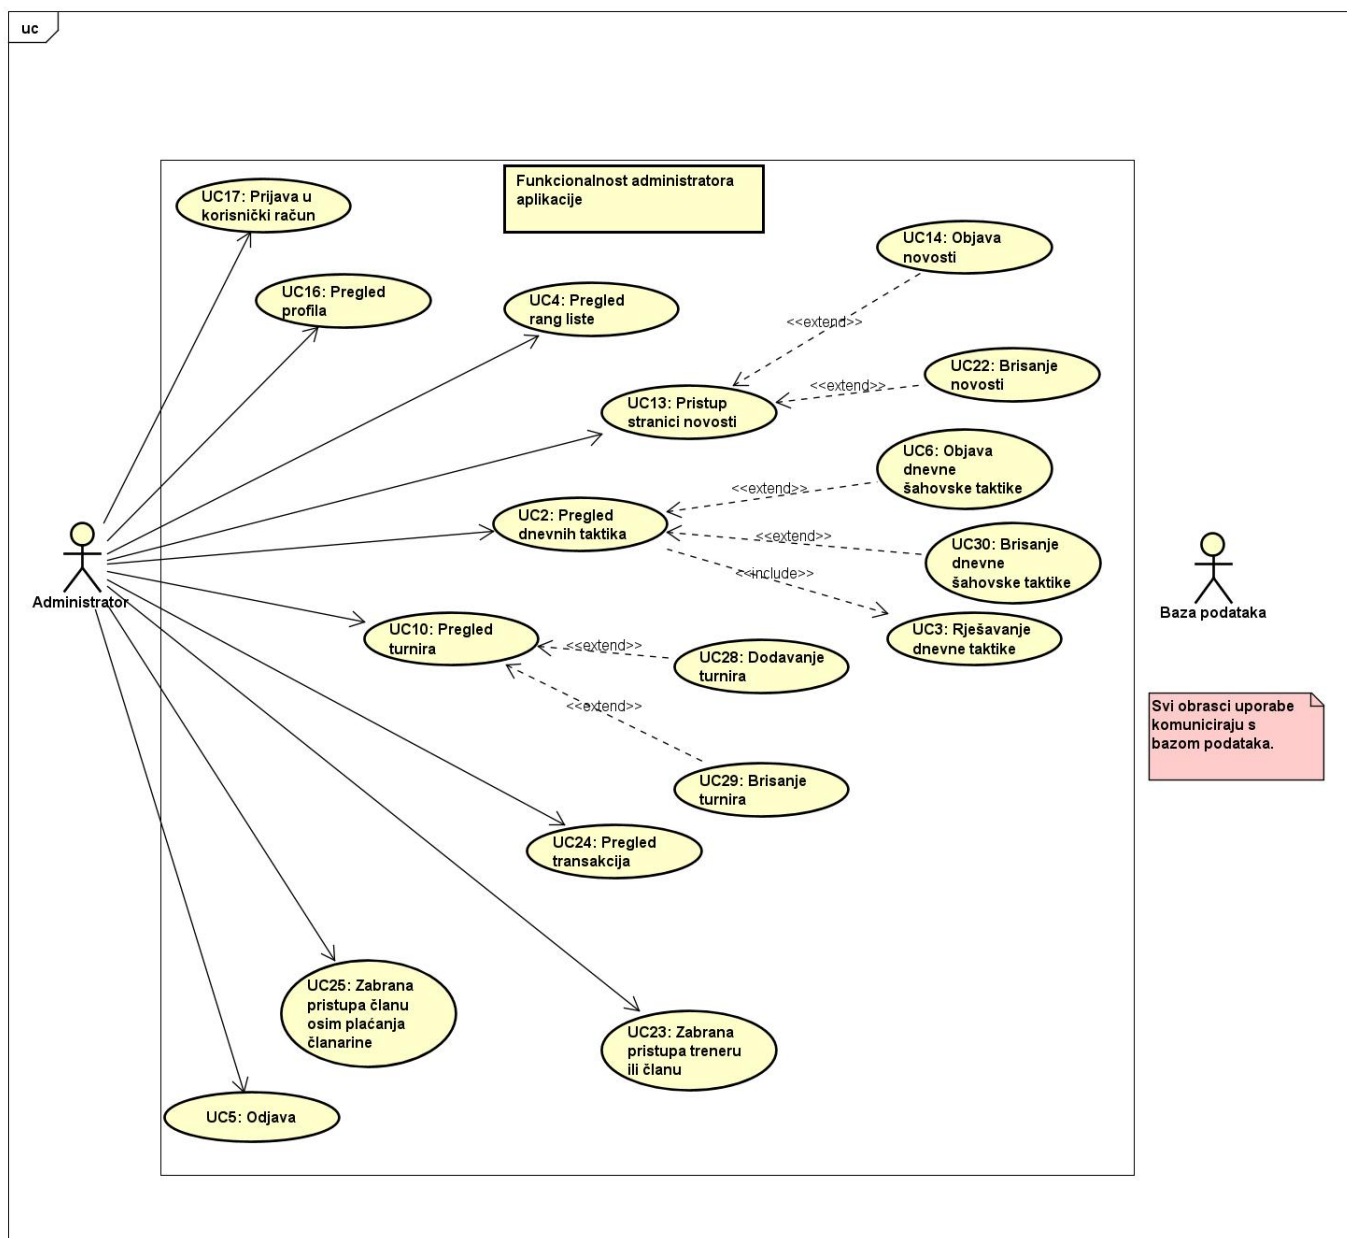 uc
Funkcionalnost administratora
aplikacije
UC17: Prijava u
korisnički račun
UC14: Objava
novosti
UC16: Pregled
profila
UC4: Pregled
rang liste
<<extend>>
UC22: Brisanje
novosti
<<extend>>
UC13: Pristup
stranici novosti
UC6: Objava
dnevne
šahovske taktike
<<extend>>
UC2: Pregled
dnevnih taktika
<<extend>>
UC30: Brisanje
dnevne
šahovske taktike
<<include>>
Administrator
Baza podataka
UC10: Pregled
turnira
UC3: Rješavanje
dnevne taktike
<<extend>>
UC28: Dodavanje
turnira
<<extend>>
Svi obrasci uporabe
komuniciraju s
bazom podataka.
UC29: Brisanje
turnira
UC24: Pregled
transakcija
UC25: Zabrana
pristupa članu
osim plaćanja
članarine
UC23: Zabrana
pristupa treneru
ili članu
UC5: Odjava